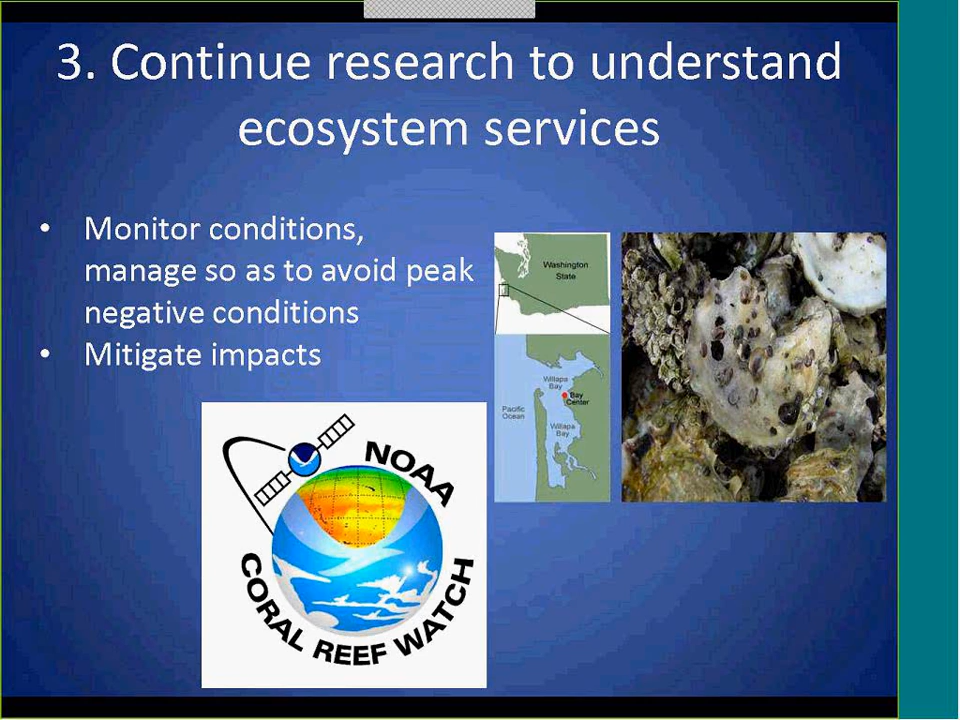 3. Continue research to understand
ecosystem services
• Monitor conditions,
manage so as to avoid peak
negative conditions
• Mitigate impacts
Washington
State
Willapa
Bay
Bay
Center
Pacific
Ocean
Willapa
Bay
NOAA
CORAL REEF WATCH